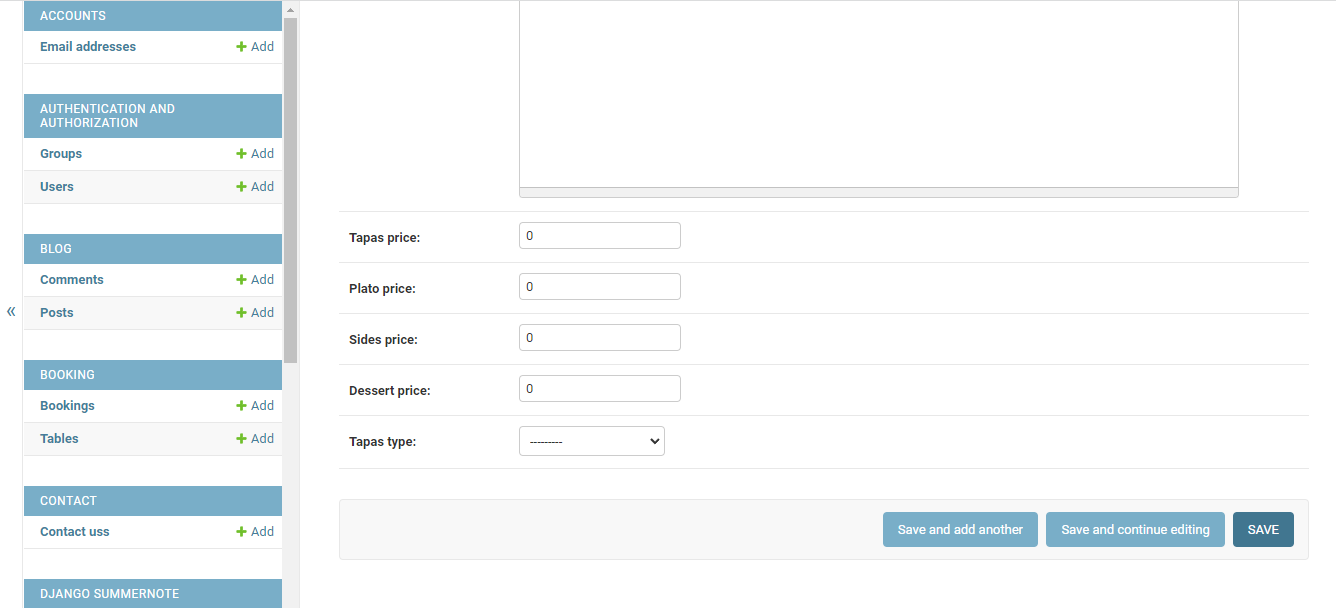 ACCOUNTS
Email addresses + Add
AUTHENTICATION AND
AUTHORIZATION
Groups + Add
Users + Add
BLOG
Comments + Add
Posts + Add
«
BOOKING
Bookings + Add
Tables + Add
CONTACT
Contact uss + Add
DJANGO SUMMERNOTE
Tapas price: 0
Plato price: 0
Sides price: 0
Dessert price: 0
Tapas type: ---------
Save and add another Save and continue editing SAVE